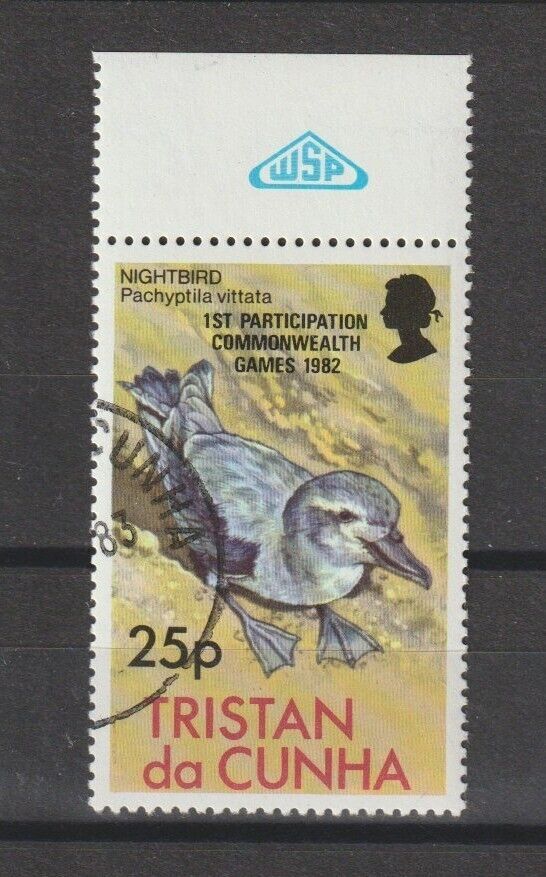 WSP
NIGHTBIRD
Pachyptila vittata
1ST PARTICIPATION
COMMONWEALTH
GAMES 1982
CUNHA
83
25p
TRISTAN
da CUNHA